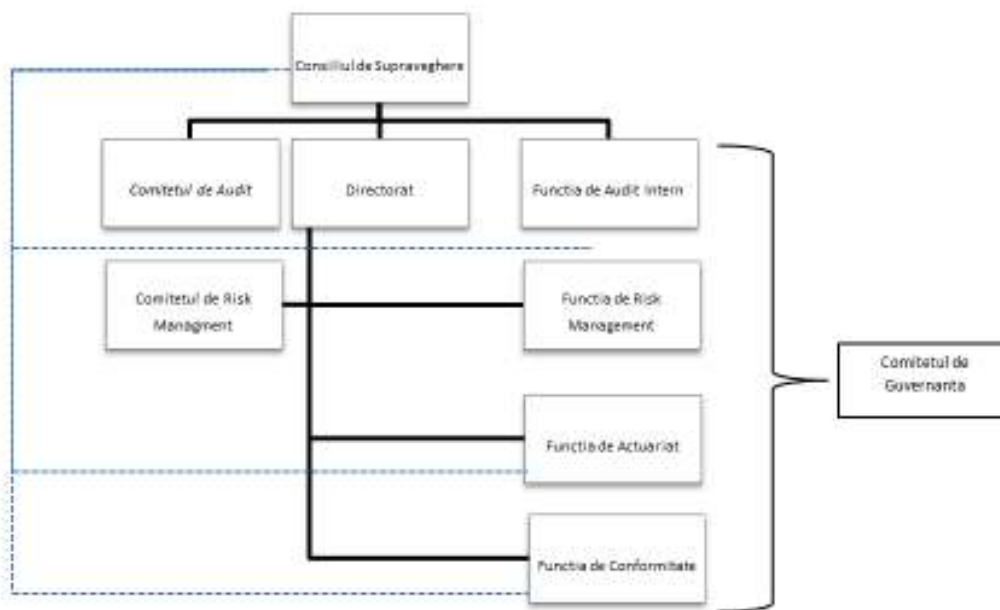 Consiliul de Supraveghere
Comitetul de Audit
Directorat
Functia de Audit Intern
Comitetul de Risk
Managment
Functia de Risk
Management
Comitetul de
Guvernanta
Functia de Actuariat
Functia de Conformitate